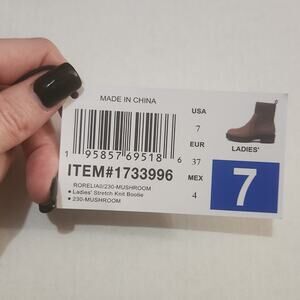 MADE IN CHINA
1 95857 69518 6
ITEM#1733996
RORELIA0/230-MUSHROOM
• Ladies' Stretch Knit Bootie
• 230-MUSHROOM
USA
7
EUR
37
MEX
4
LADIES'
7